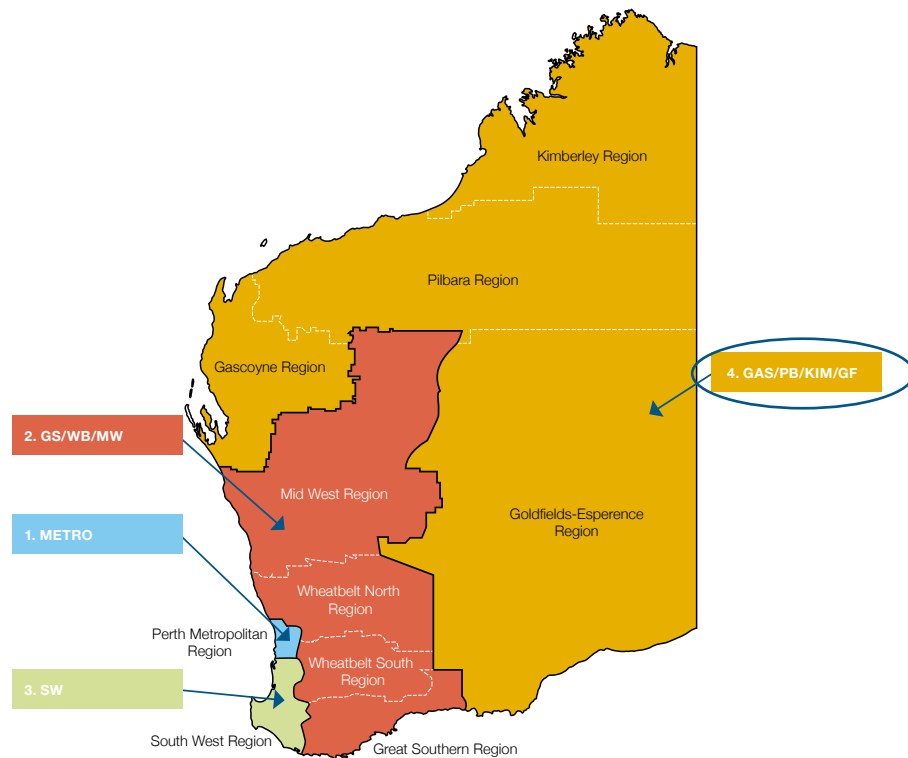 Kimberley Region
Pilbara Region
Gascoyne Region
4. GAS/PB/KIM/GF
2. GS/WB/MW
Mid West Region
Goldfields-Esperence
Region
1. METRO
Wheatbelt North
Region
Perth Metropolitan
Region
Wheatbelt South
Region
3. SW
South West Region
Great Southern Region